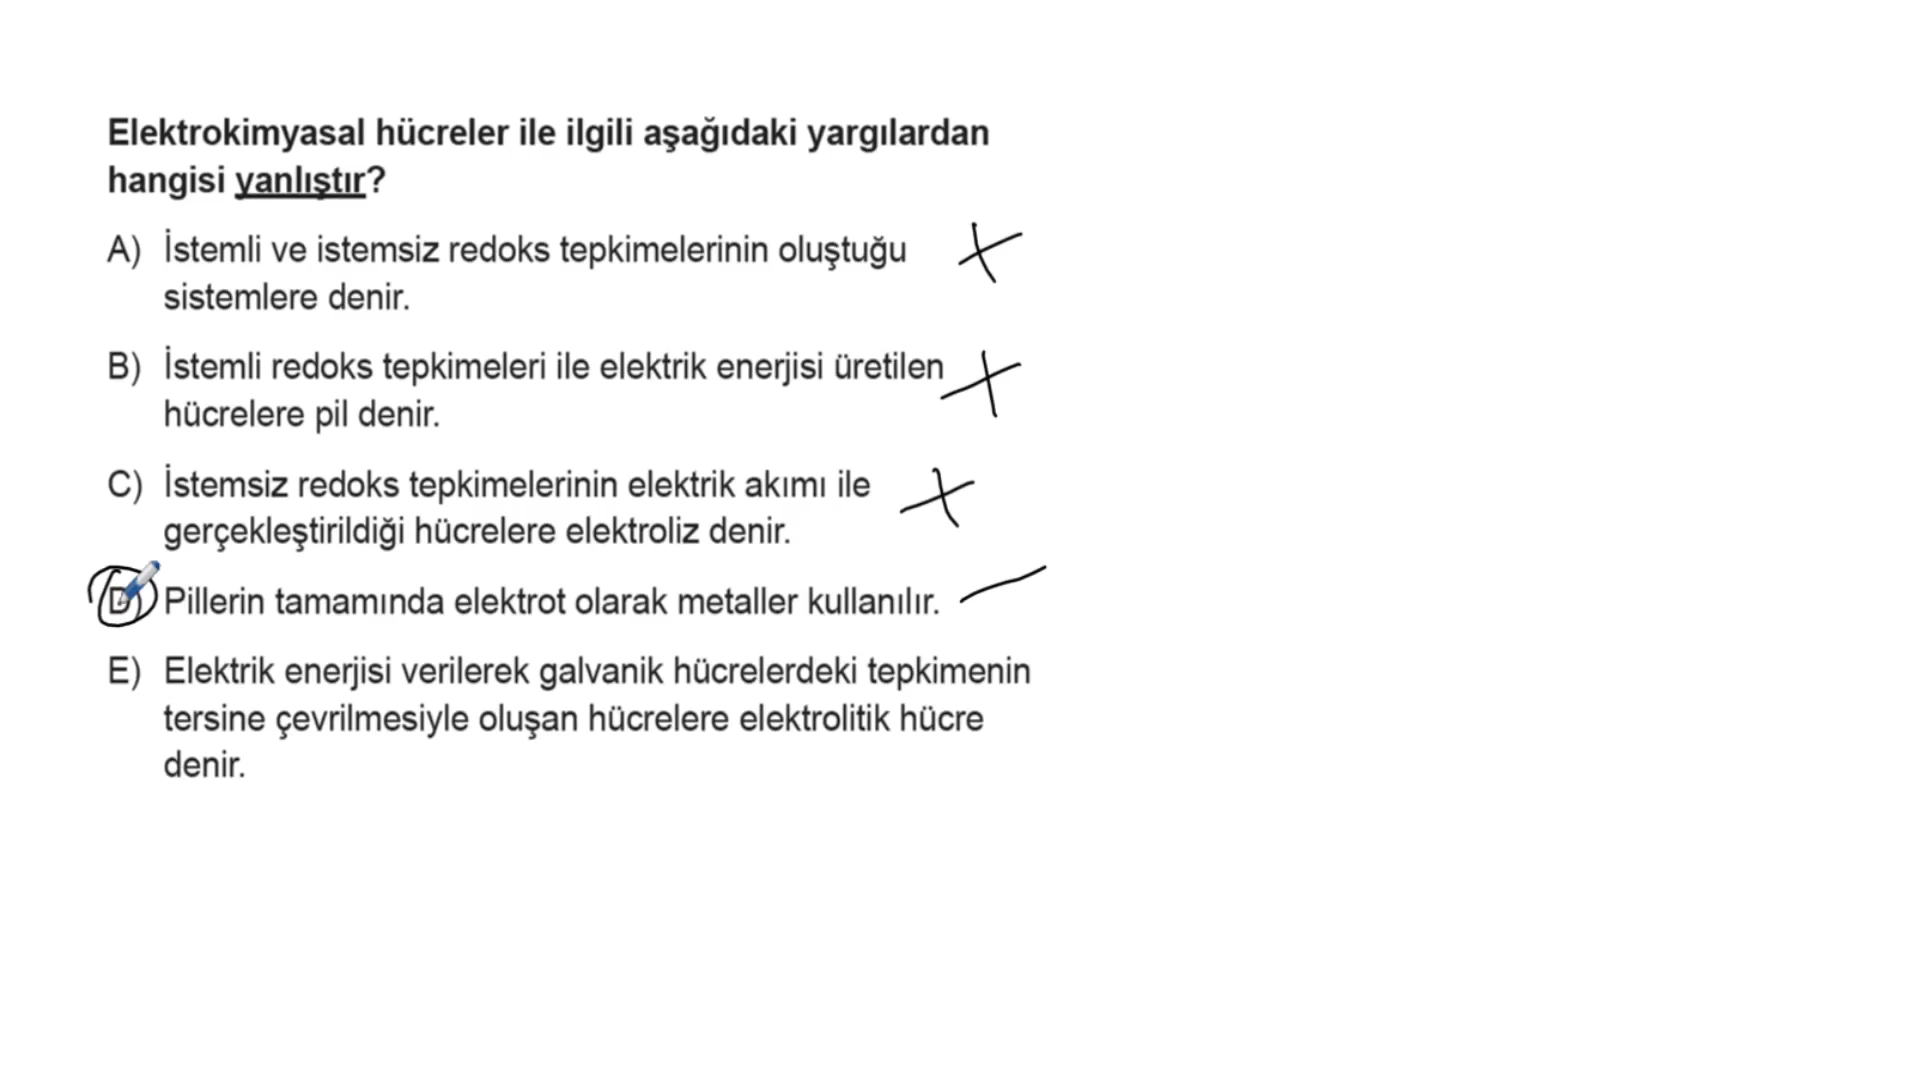 Elektrokimyasal hücreler ile ilgili aşağıdaki yargılardan
hangisi yanlıştır?
A) İstemli ve istemsiz redoks tepkimelerinin oluştuğu
sistemlere denir.
B) İstemli redoks tepkimeleri ile elektrik enerjisi üretilen
hücrelere pil denir.
C) İstemsiz redoks tepkimelerinin elektrik akımı ile
gerçekleştirildiği hücrelere elektroliz denir.
D) Pillerin tamamında elektrot olarak metaller kullanılır.
E) Elektrik enerjisi verilerek galvanik hücrelerdeki tepkimenin
tersine çevrilmesiyle oluşan hücrelere elektrolitik hücre
denir.